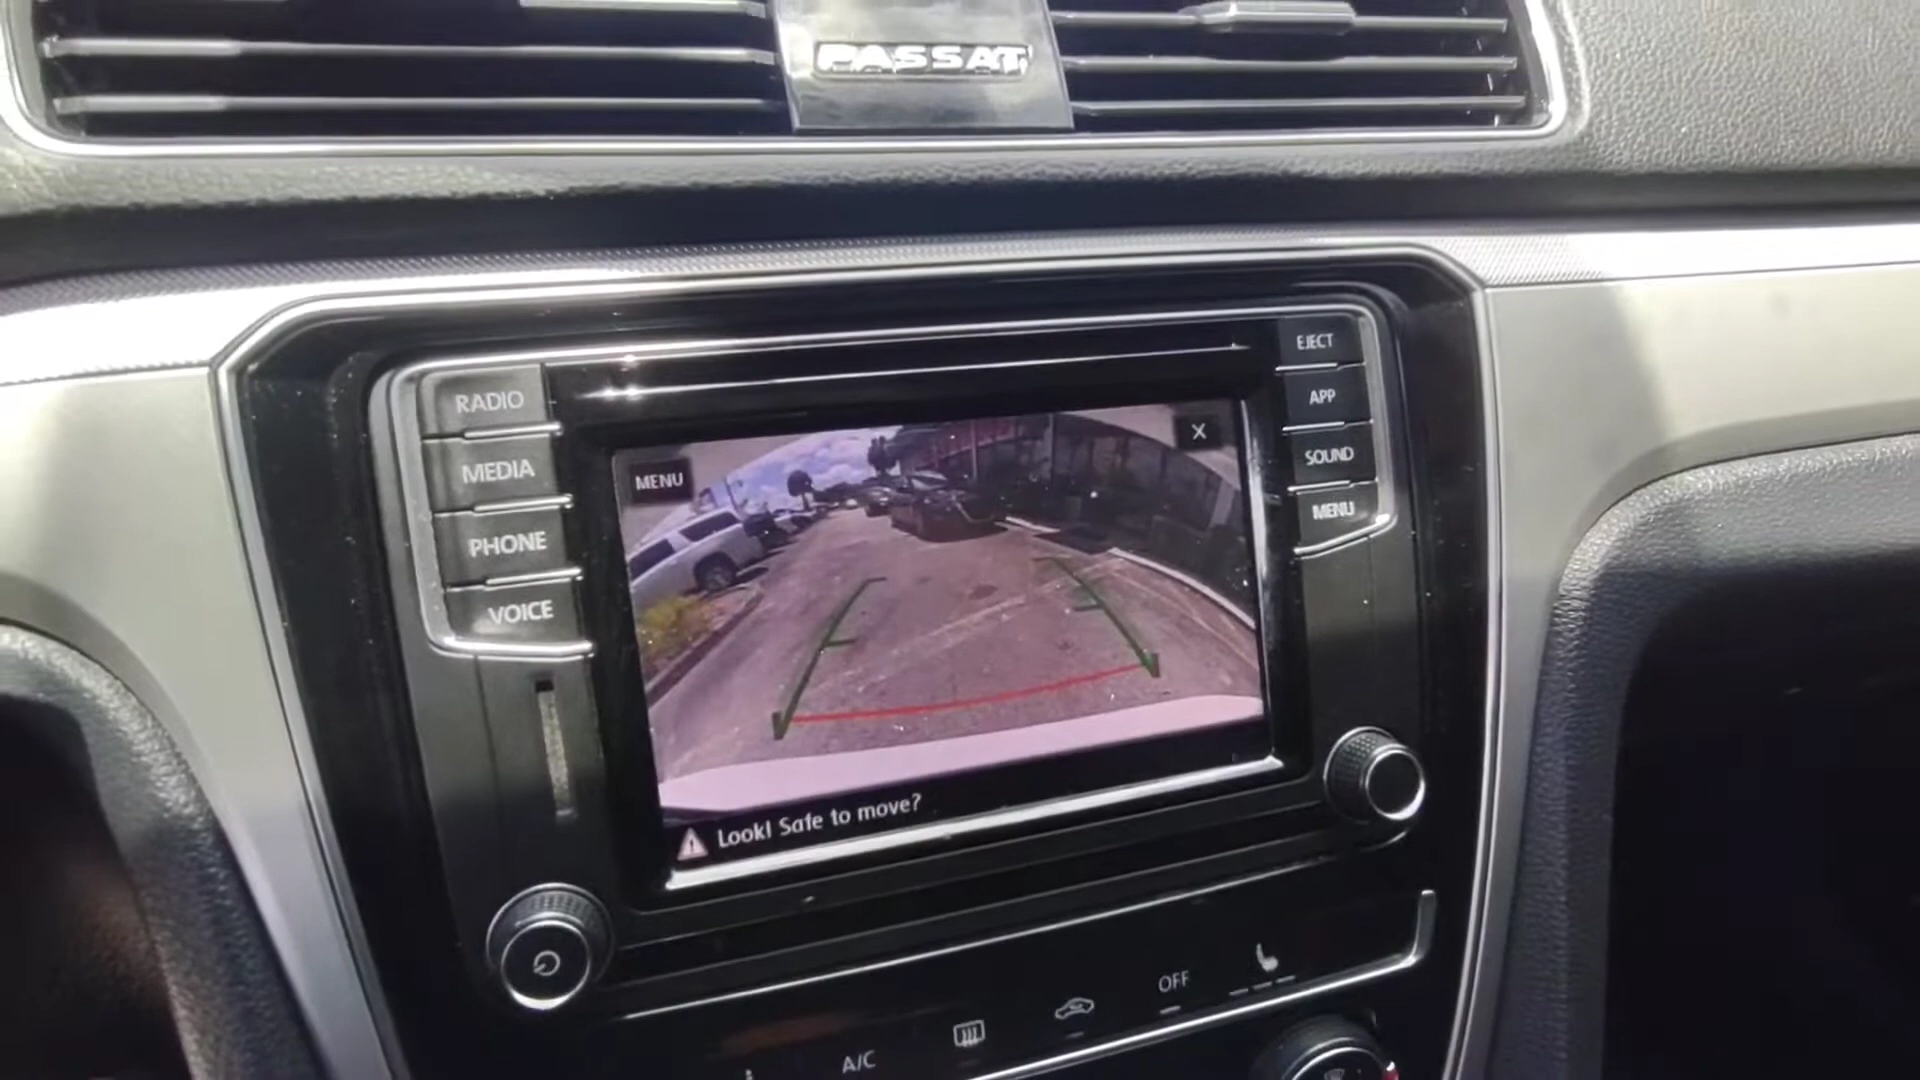 PASSAT
RADIO
MEDIA
PHONE
VOICE
MENU
X
Look! Safe to move?
EJECT
APP
SOUND
MENU
A/C
OFF